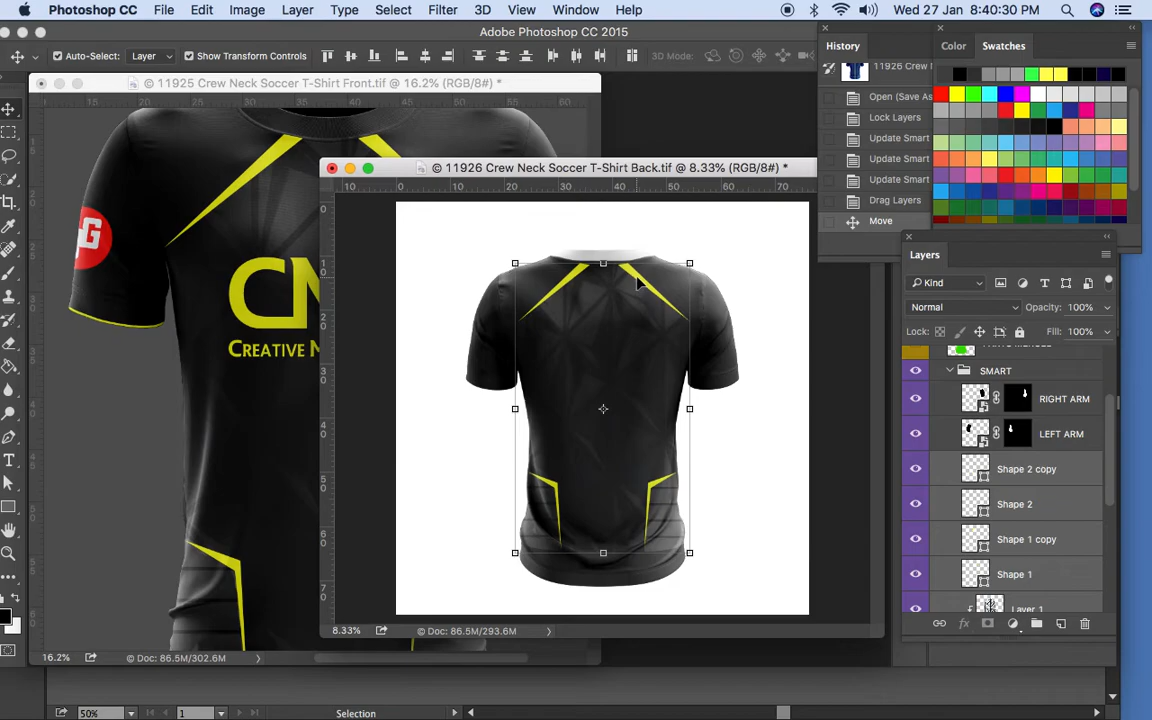 Photoshop CC File Edit Image Layer Type Select Filter 3D View Window Help Wed 27 Jan 8:40:30 PM
Adobe Photoshop CC 2015
Auto-Select: Layer Show Transform Controls 3D Mode:
© 11925 Crew Neck Soccer T-Shirt Front.tif @ 16.2% (RGB/8#) *
© 11926 Crew Neck Soccer T-Shirt Back.tif @ 8.33% (RGB/8#) *
History
11926 Crew
Open (Save As
Lock Layers
Update Smart
Update Smart
Update Smart
Drag Layers
Move
Color Swatches
Layers
Kind
Normal Opacity: 100%
Lock: Fill: 100%
SMART
RIGHT ARM
LEFT ARM
Shape 2 copy
Shape 2
Shape 1 copy
Shape 1
Layer 1
CREATIVE
8.33% Doc: 86.5M/293.6M
16.2% © Doc: 86.5M/302.6M
50% 1 Selection